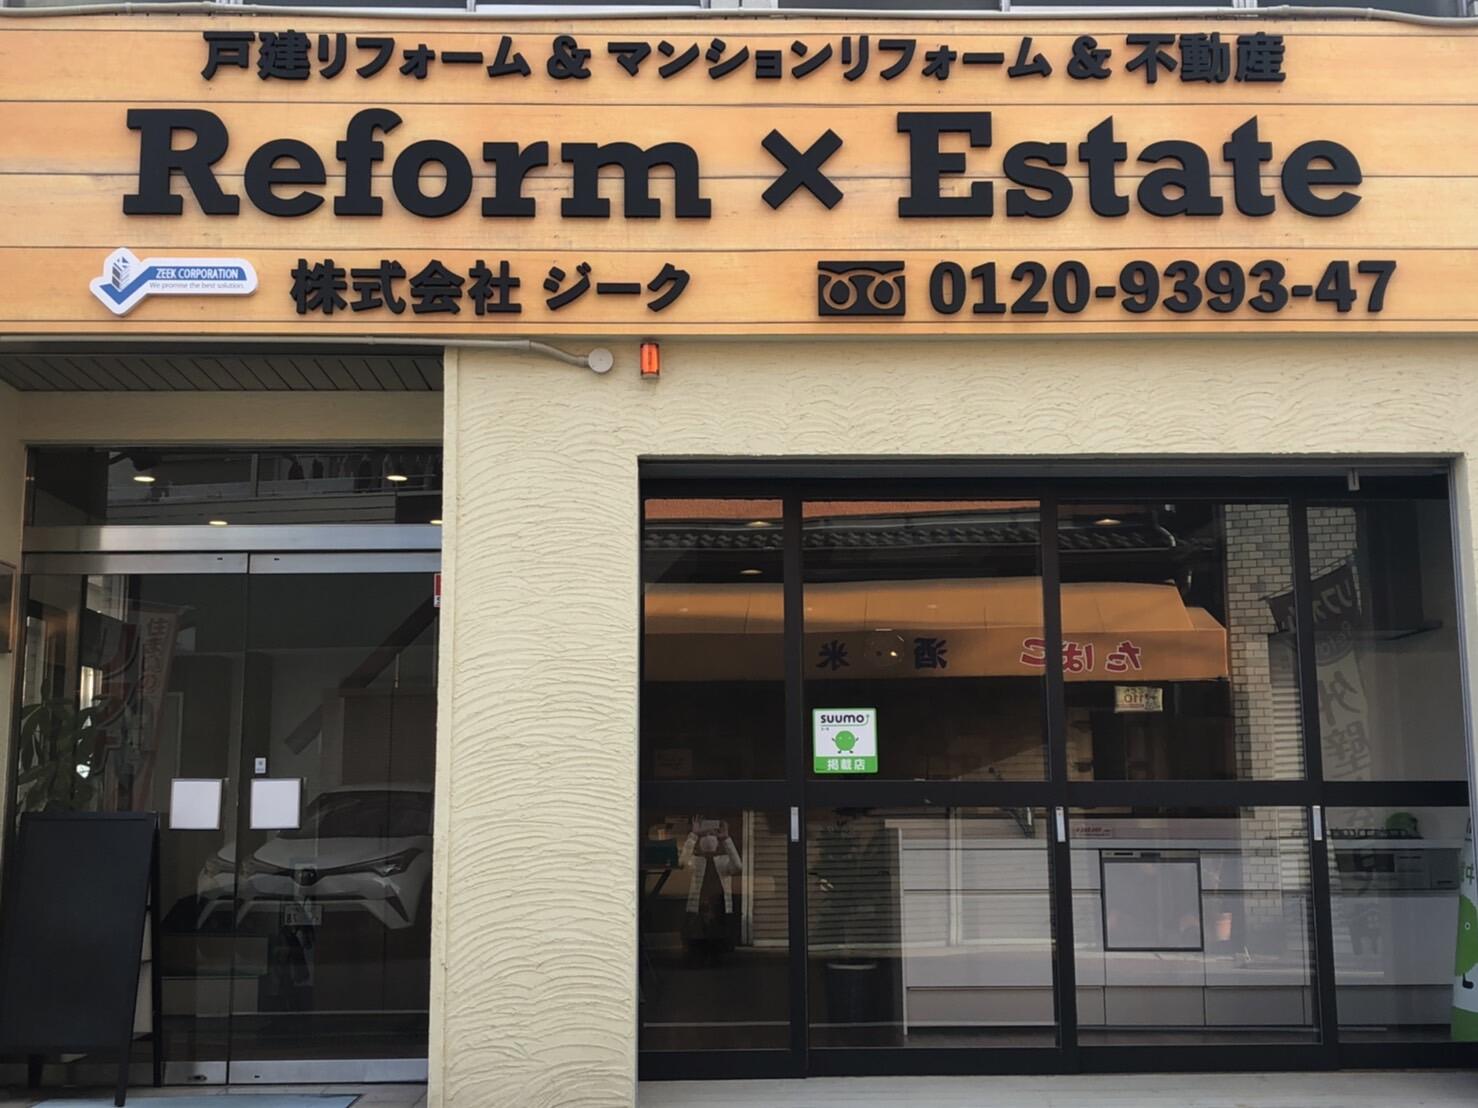 戸建リフォーム & マンションリフォーム & 不動産
Reform × Estate
ZEEK CORPORATION
We promise the best solution.
株式会社 ジーク
0120-9393-47
たばこ
酒
米
suumo
掲載店
外壁